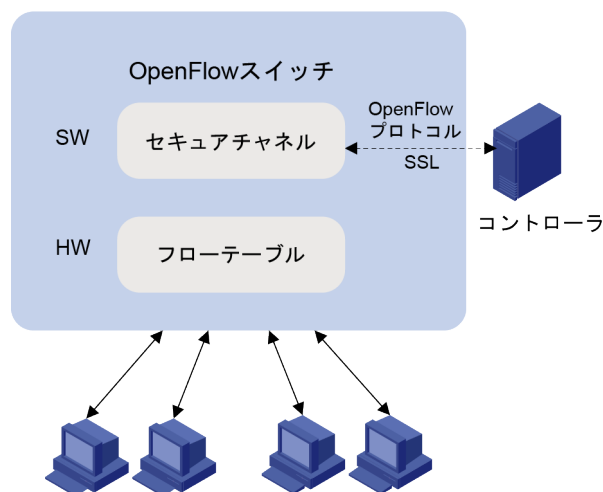 OpenFlowスイッチ
SW
セキュアチャネル
OpenFlow
プロトコル
SSL
コントローラ
HW
フローテーブル